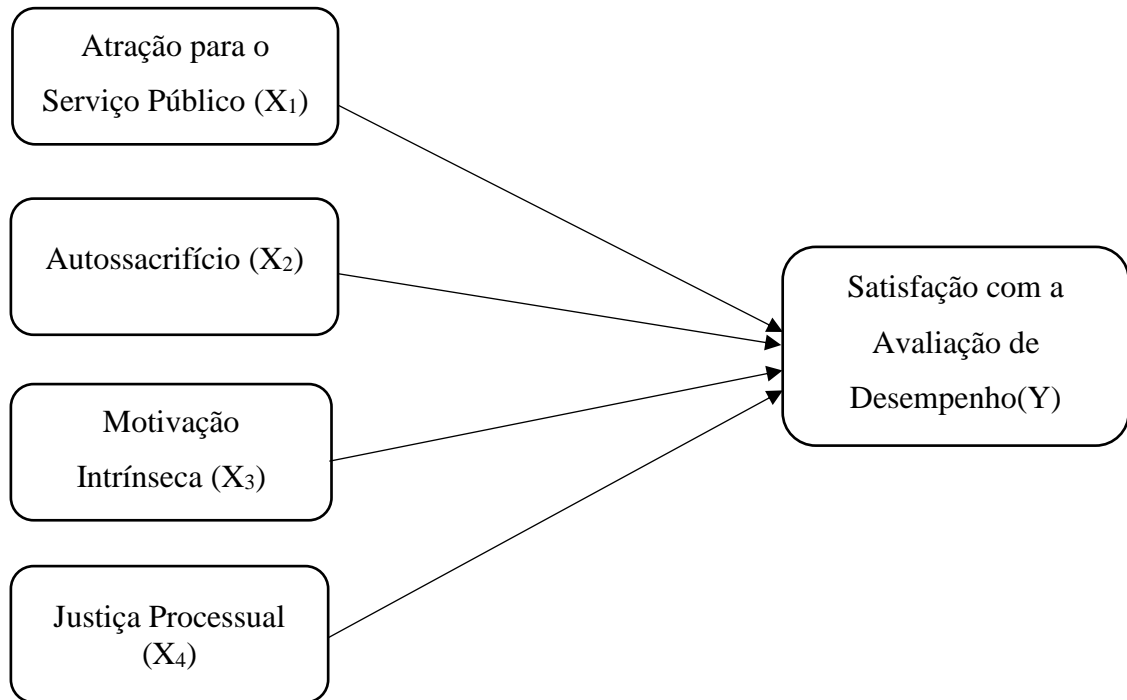 Atração para o
Serviço Público (X₁)
Autossacrifício (X₂)
Motivação
Intrínseca (X₃)
Justiça Processual
(X₄)
Satisfação com a
Avaliação de
Desempenho(Y)